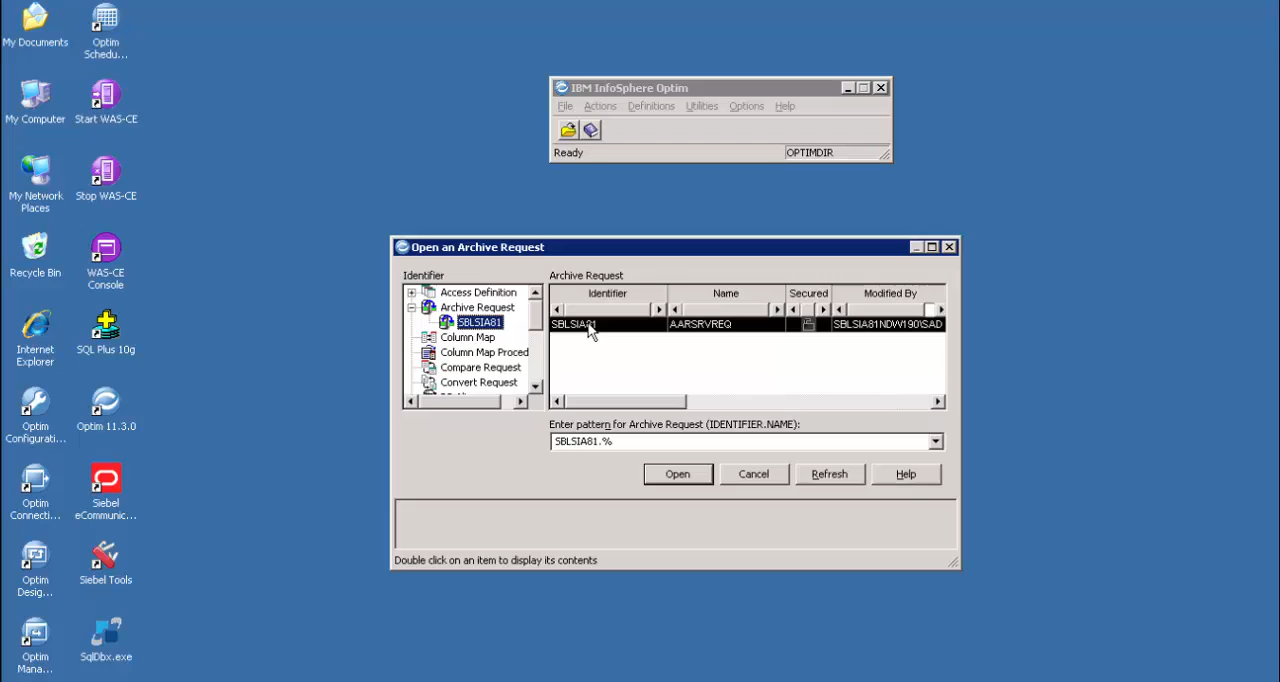 My Documents
Optim
Schedu...
My Computer
Start WAS-CE
My Network
Places
Stop WAS-CE
Recycle Bin
WAS-CE
Console
Internet
Explorer
SQL Plus 10g
Optim
Configurati...
Optim 11.3.0
Optim
Connecti...
Siebel
eCommunic...
Optim
Desig...
Siebel Tools
Optim
Mana...
SqlDbx.exe
IBM InfoSphere Optim
File Actions Definitions Utilities Options Help
Ready OPTIMDIR
Open an Archive Request
Identifier
Access Definition
Archive Request
SBLSIA81
Column Map
Column Map Proced
Compare Request
Convert Request
Archive Request
Identifier Name Secured Modified By
SBLSIA81 AARSRVREQ SBLSIA81NDW190\SAD
Enter pattern for Archive Request (IDENTIFIER.NAME):
SBLSIA81.%
Open Cancel Refresh Help
Double click on an item to display its contents